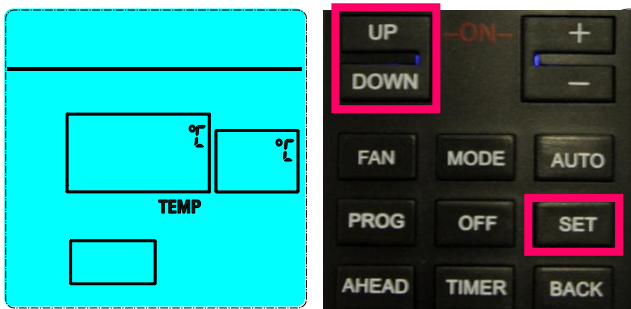 °F
C
°F
C
TEMP
UP -ON- +
DOWN -
FAN MODE AUTO
PROG OFF SET
AHEAD TIMER BACK